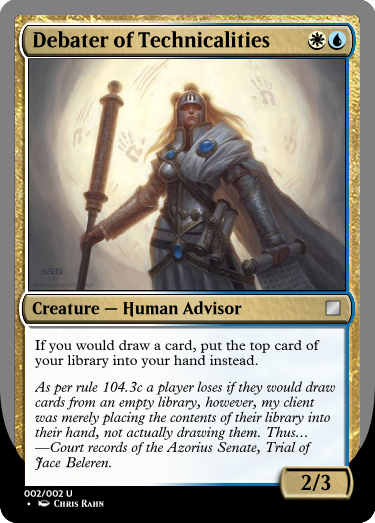 Debater of Technicalities
Creature — Human Advisor
If you would draw a card, put the top card of
your library into your hand instead.
As per rule 104.3c a player loses if they would draw
cards from an empty library, however, my client
was merely placing the contents of their library into
their hand, not actually drawing them. Thus…
—Court records of the Azorius Senate, Trial of
Jace Beleren.
2/3
002/002 U
• Chris Rahn